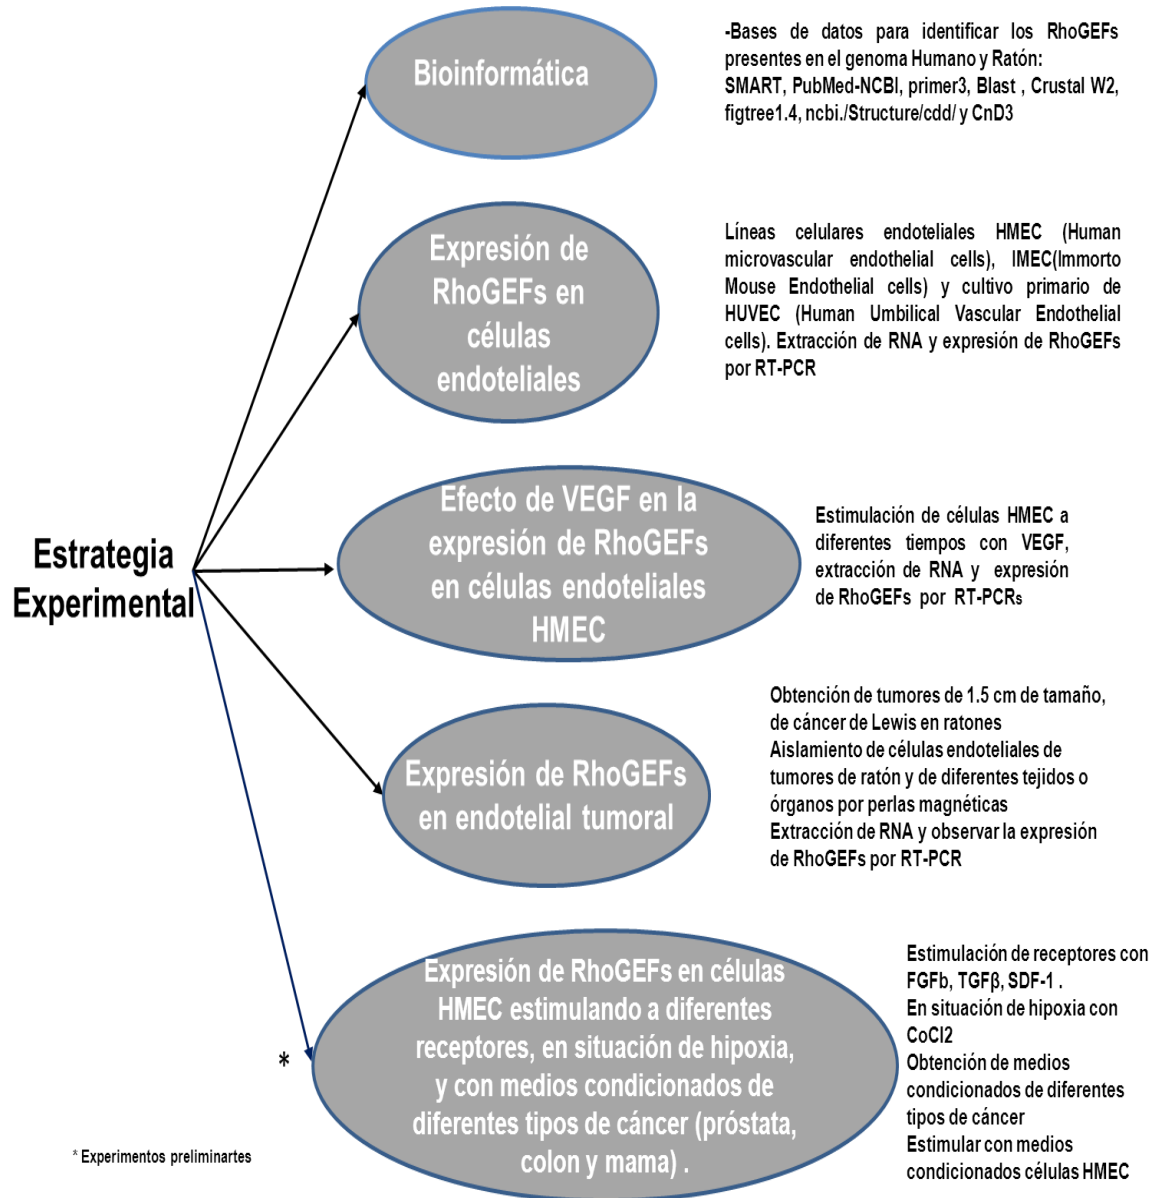 Bioinformática
-Bases de datos para identificar los RhoGEFs
presentes en el genoma Humano y Ratón:
SMART, PubMed-NCBI, primer3, Blast , Crustal W2,
figtree1.4, ncbi./Structure/cdd/ y CnD3
Expresión de
RhoGEFs en
células
endoteliales
Líneas celulares endoteliales HMEC (Human
microvascular endothelial cells), IMEC(Immorto
Mouse Endothelial cells) y cultivo primario de
HUVEC (Human Umbilical Vascular Endothelial
cells). Extracción de RNA y expresión de RhoGEFs
por RT-PCR
Estrategia
Experimental
Efecto de VEGF en la
expresión de RhoGEFs
en células endoteliales
HMEC
Estimulación de células HMEC a
diferentes tiempos con VEGF,
extracción de RNA y expresión
de RhoGEFs por RT-PCRs
Expresión de RhoGEFs
en endotelial tumoral
Obtención de tumores de 1.5 cm de tamaño,
de cáncer de Lewis en ratones
Aislamiento de células endoteliales de
tumores de ratón y de diferentes tejidos o
órganos por perlas magnéticas
Extracción de RNA y observar la expresión
de RhoGEFs por RT-PCR
*
Expresión de RhoGEFs en células
HMEC estimulando a diferentes
receptores, en situación de hipoxia,
y con medios condicionados de
diferentes tipos de cáncer (próstata,
colon y mama) .
Estimulación de receptores con
FGFb, TGFβ, SDF-1 .
En situación de hipoxia con
CoCl2
Obtención de medios
condicionados de diferentes
tipos de cáncer
Estimular con medios
condicionados células HMEC
* Experimentos preliminartes